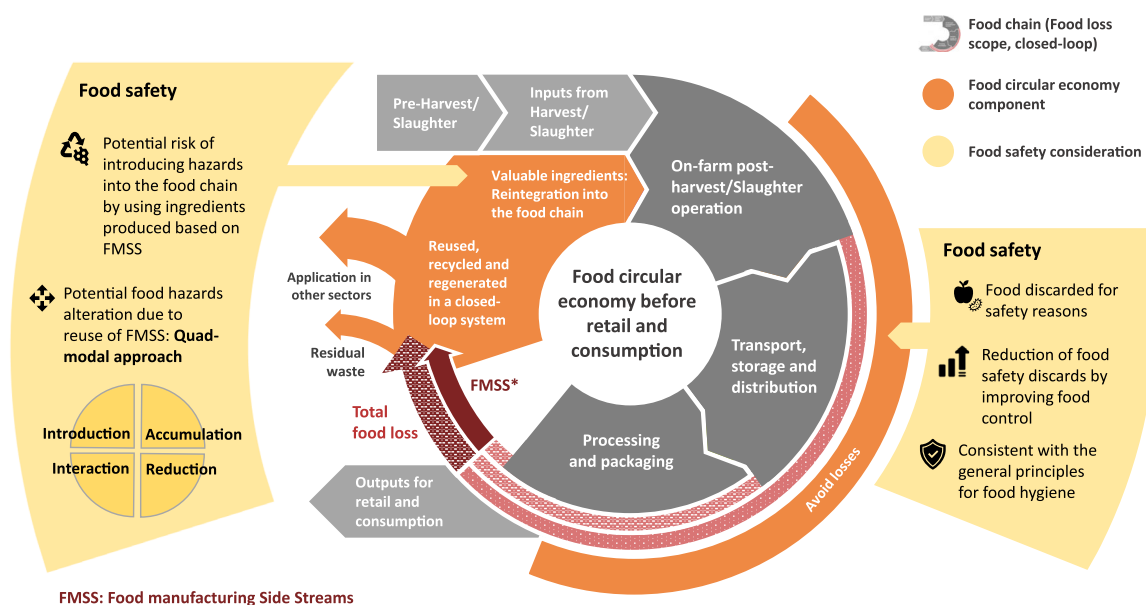 Food chain (Food loss
scope, closed-loop)
Food circular economy
component
Food safety consideration
Food safety
Potential risk of
introducing hazards
into the food chain
by using ingredients
produced based on
FMSS
Potential food hazards
alteration due to
reuse of FMSS: Quad-
modal approach
Introduction
Accumulation
Interaction
Reduction
Pre-Harvest/
Slaughter
Inputs from
Harvest/
Slaughter
On-farm post-
harvest/Slaughter
operation
Valuable ingredients:
Reintegration into
the food chain
Reused,
recycled and
regenerated
in a closed-
loop system
Application in
other sectors
Residual
waste
Food circular
economy before
retail and
consumption
Transport,
storage and
distribution
FMSS*
Total
food loss
Processing
and packaging
Outputs for
retail and
consumption
Avoid losses
Food safety
Food discarded for
safety reasons
Reduction of food
safety discards by
improving food
control
Consistent with the
general principles
for food hygiene
FMSS: Food manufacturing Side Streams